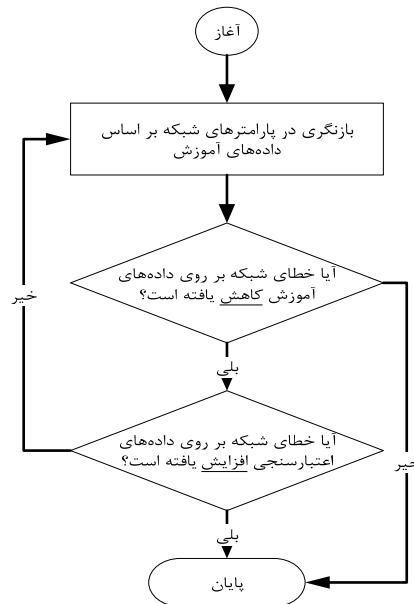 آغاز
بازنگری در پارامترهای شبکه بر اساس
داده‌های آموزش
آیا خطای شبکه بر روی داده‌های
آموزش کاهش یافته است؟
خیر
بلی
آیا خطای شبکه بر روی داده‌های
اعتبارسنجی افزایش یافته است؟
خیر
بلی
پایان